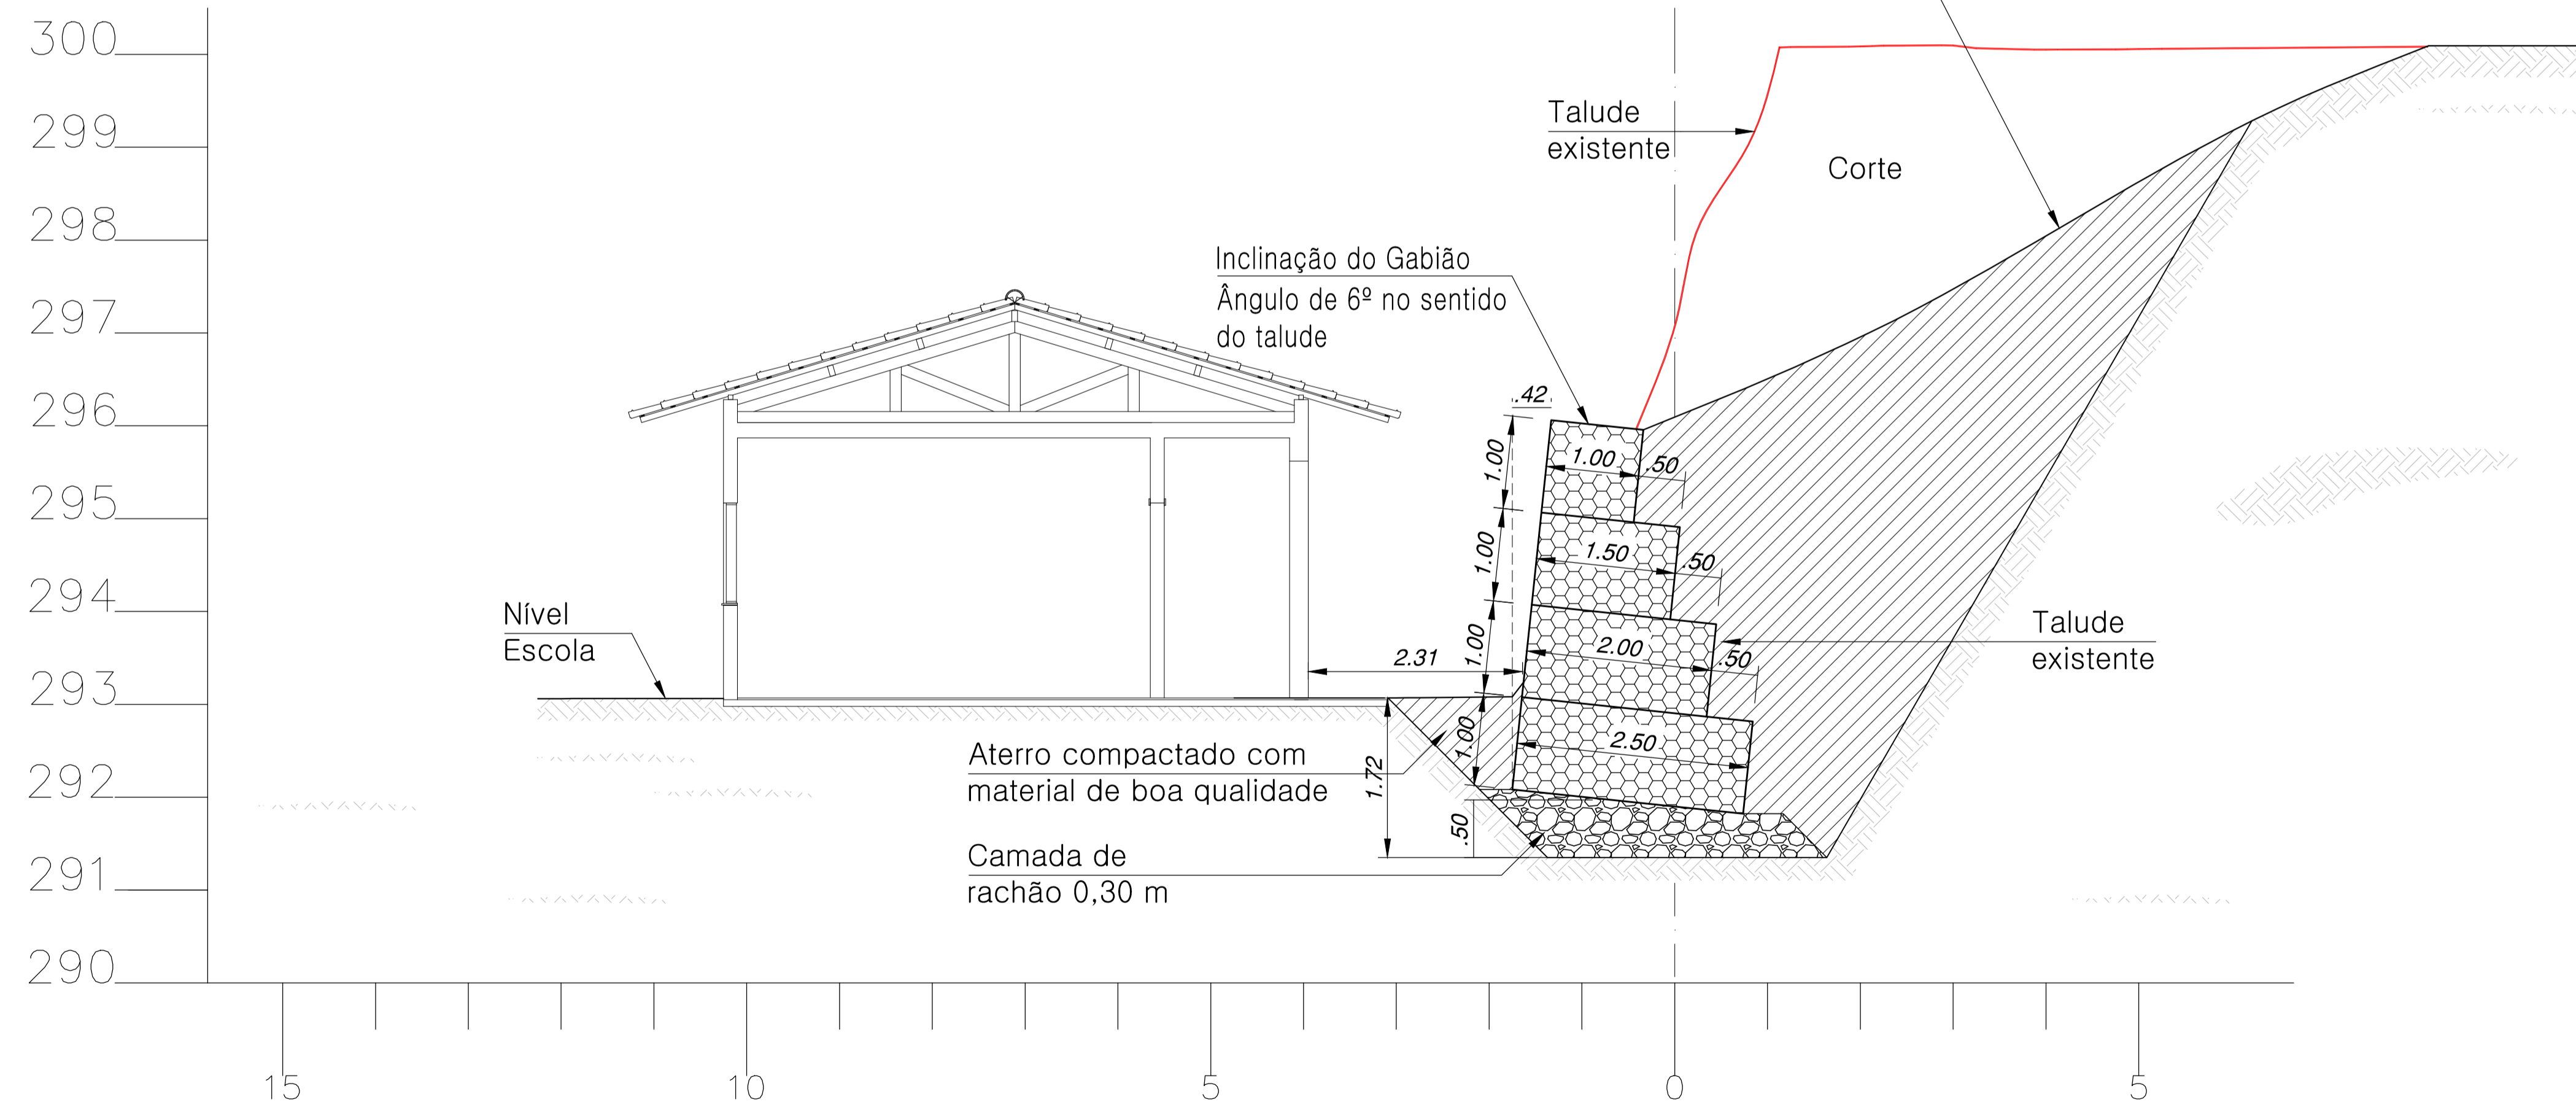 300
299
298
297
296
295
294
293
292
291
290
Talude
existente
Corte
Inclinação do Gabião
Ângulo de 6º no sentido
do talude
.42
1.00
1.00
.50
1.00
1.50
.50
1.00
2.00
.50
1.00
2.50
2.31
Nível
Escola
Talude
existente
Aterro compactado com
material de boa qualidade
1.72
.50
Camada de
rachão 0,30 m
15
10
5
0
5